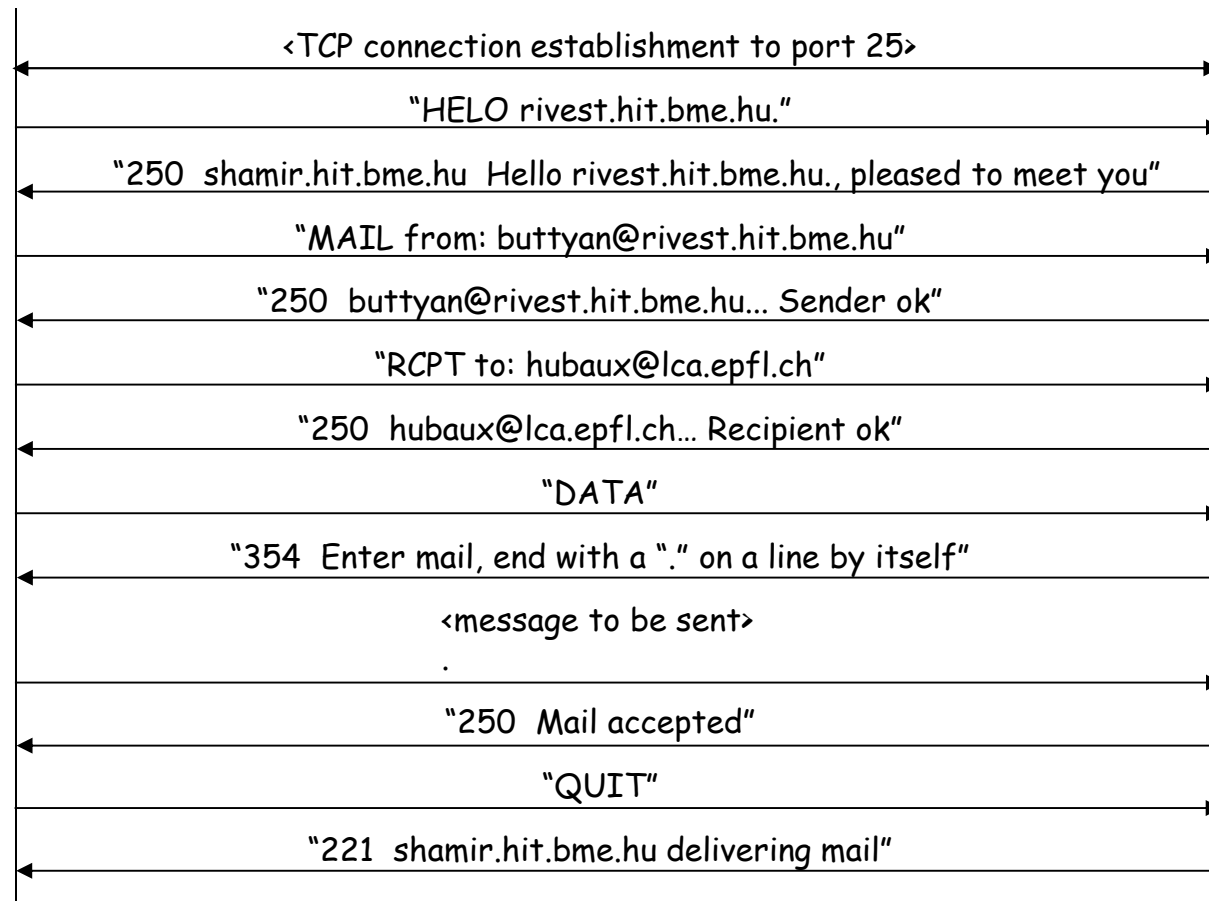 <TCP connection establishment to port 25>
“HELO rivest.hit.bme.hu.”
“250 shamir.hit.bme.hu Hello rivest.hit.bme.hu., pleased to meet you”
“MAIL from: buttyan@rivest.hit.bme.hu”
“250 buttyan@rivest.hit.bme.hu... Sender ok”
“RCPT to: hubaux@lca.epfl.ch”
“250 hubaux@lca.epfl.ch… Recipient ok”
“DATA”
“354 Enter mail, end with a “.” on a line by itself”
<message to be sent>
.
“250 Mail accepted”
“QUIT”
“221 shamir.hit.bme.hu delivering mail”